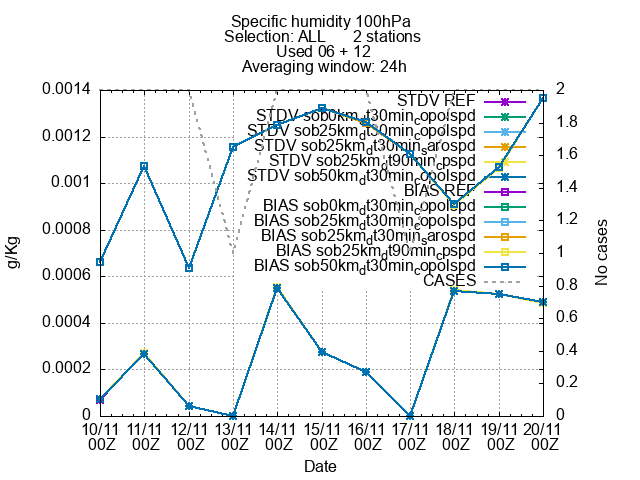 Specific humidity 100hPa
Selection: ALL 2 stations
Used 06 + 12
Averaging window: 24h
0.0014
0.0012
0.001
0.0008
0.0006
0.0004
0.0002
0
g/Kg
STDV REF
STDV sob0km_dt30min_copolspd
STDV sob25km_dt30min_copolspd
STDV sob25km_dt30min_sarospd
STDV sob25km_dt90min_cpspd
STDV sob50km_dt30min_copolspd
BIAS REF
BIAS sob0km_dt30min_copolspd
BIAS sob25km_dt30min_copolspd
BIAS sob25km_dt30min_sarospd
BIAS sob25km_dt90min_cpspd
BIAS sob50km_dt30min_copolspd
CASES
2
1.8
1.6
1.4
1.2
1
0.8
0.6
0.4
0.2
0
No cases
10/11 11/11 12/11 13/11 14/11 15/11 16/11 17/11 18/11 19/11 20/11
00Z 00Z 00Z 00Z 00Z 00Z 00Z 00Z 00Z 00Z 00Z
Date